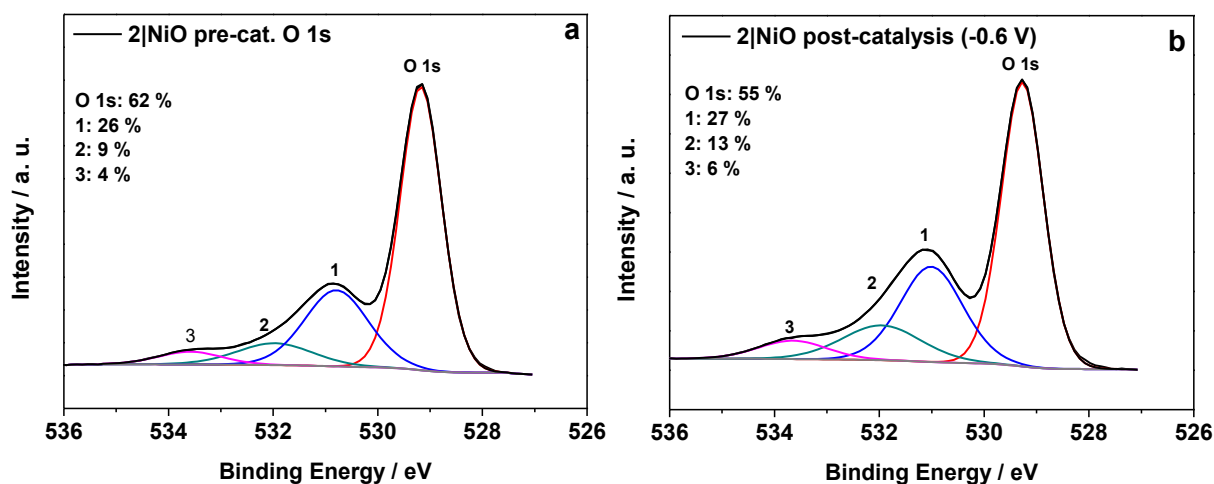 2|NiO pre-cat. O 1s
a
O 1s
O 1s: 62 %
1: 26 %
2: 9 %
3: 4 %
1
2
3
Intensity / a. u.
536 534 532 530 528 526
Binding Energy / eV
2|NiO post-catalysis (-0.6 V)
b
O 1s
O 1s: 55 %
1: 27 %
2: 13 %
3: 6 %
1
2
3
Intensity / a. u.
536 534 532 530 528 526
Binding Energy / eV